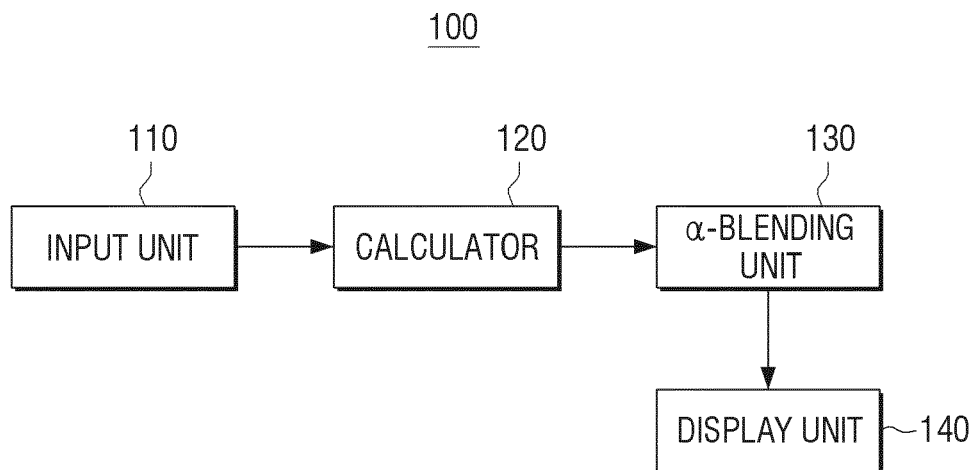 100
110
120
130
INPUT UNIT
CALCULATOR
α-BLENDING
UNIT
DISPLAY UNIT
140